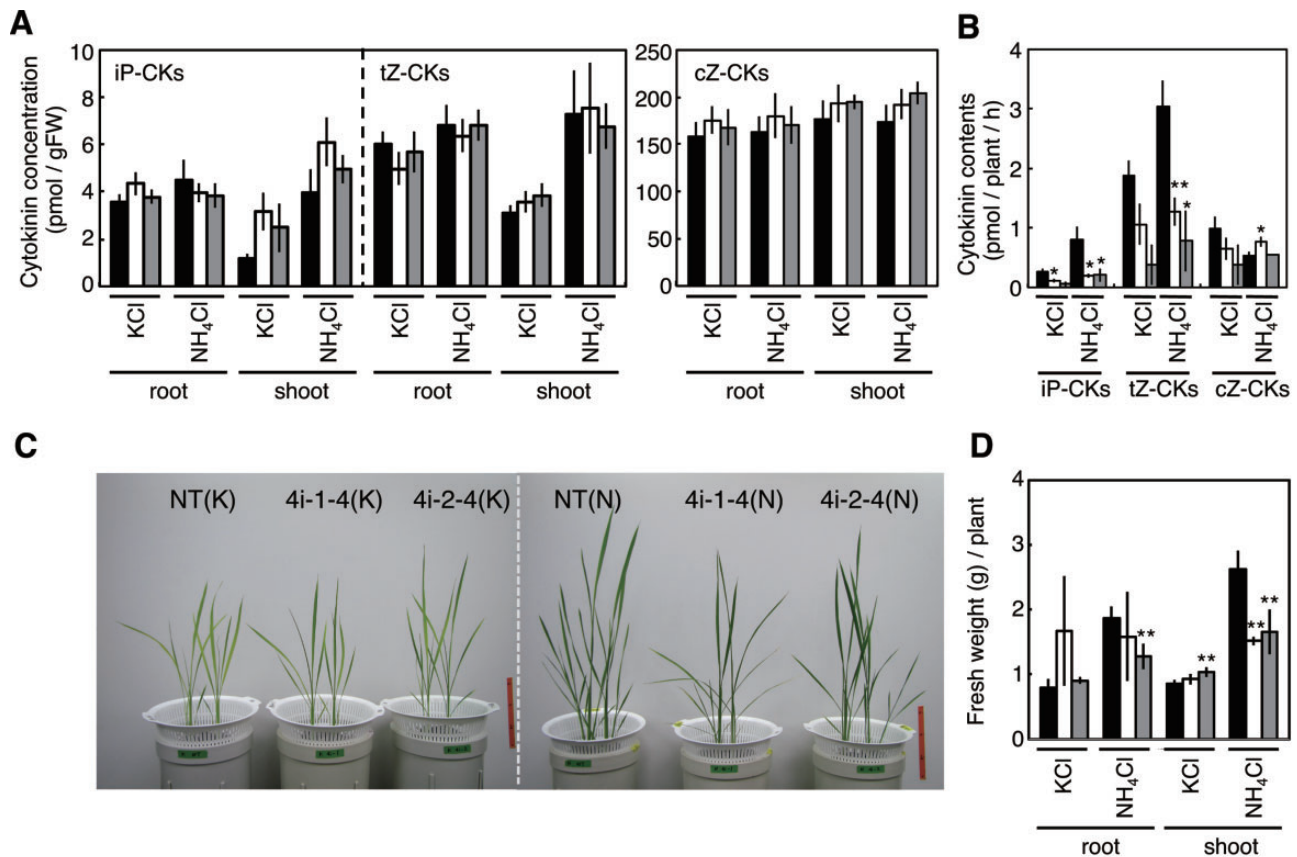 A
Cytokinin concentration
(pmol / gFW)
10
8
6
4
2
0
iP-CKs
tZ-CKs
KCl
NH4Cl
KCl
NH4Cl
KCl
NH4Cl
KCl
NH4Cl
root
shoot
root
shoot
250
200
150
100
50
0
cZ-CKs
KCl
NH4Cl
KCl
NH4Cl
root
shoot
B
Cytokinin contents
(pmol / plant / h)
4
3
2
1
0
*
* *
**
*
*
KCl
NH4Cl
KCl
NH4Cl
KCl
NH4Cl
iP-CKs
tZ-CKs
cZ-CKs
C
NT(K) 4i-1-4(K) 4i-2-4(K) NT(N) 4i-1-4(N) 4i-2-4(N)
D
Fresh weight (g) / plant
4
3
2
1
0
**
**
**
**
KCl
NH4Cl
KCl
NH4Cl
root
shoot